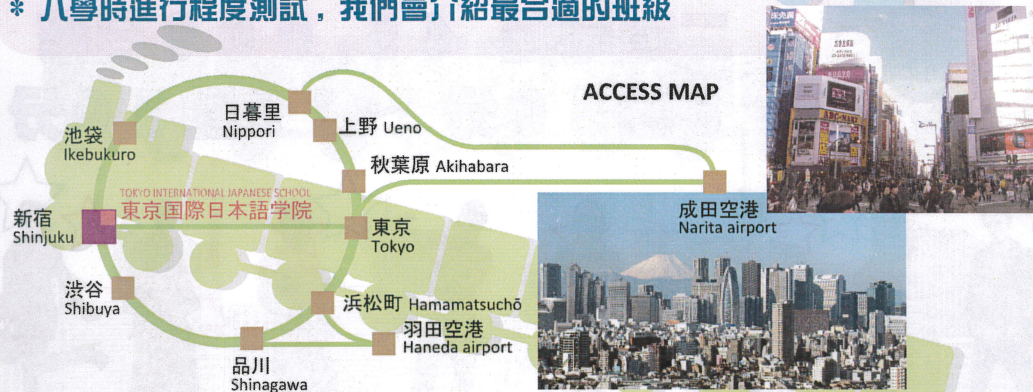 * 入學時進行程度測試，我們會介紹最合適的班級
ACCESS MAP
日暮里
Nippori
上野 Ueno
池袋
Ikebukuro
秋葉原 Akihabara
TOKYO INTERNATIONAL JAPANESE SCHOOL
東京国際日本語学院
新宿
Shinjuku
東京
Tokyo
成田空港
Narita airport
渋谷
Shibuya
浜松町 Hamamatsuchō
羽田空港
Haneda airport
品川
Shinagawa
ABC-MART